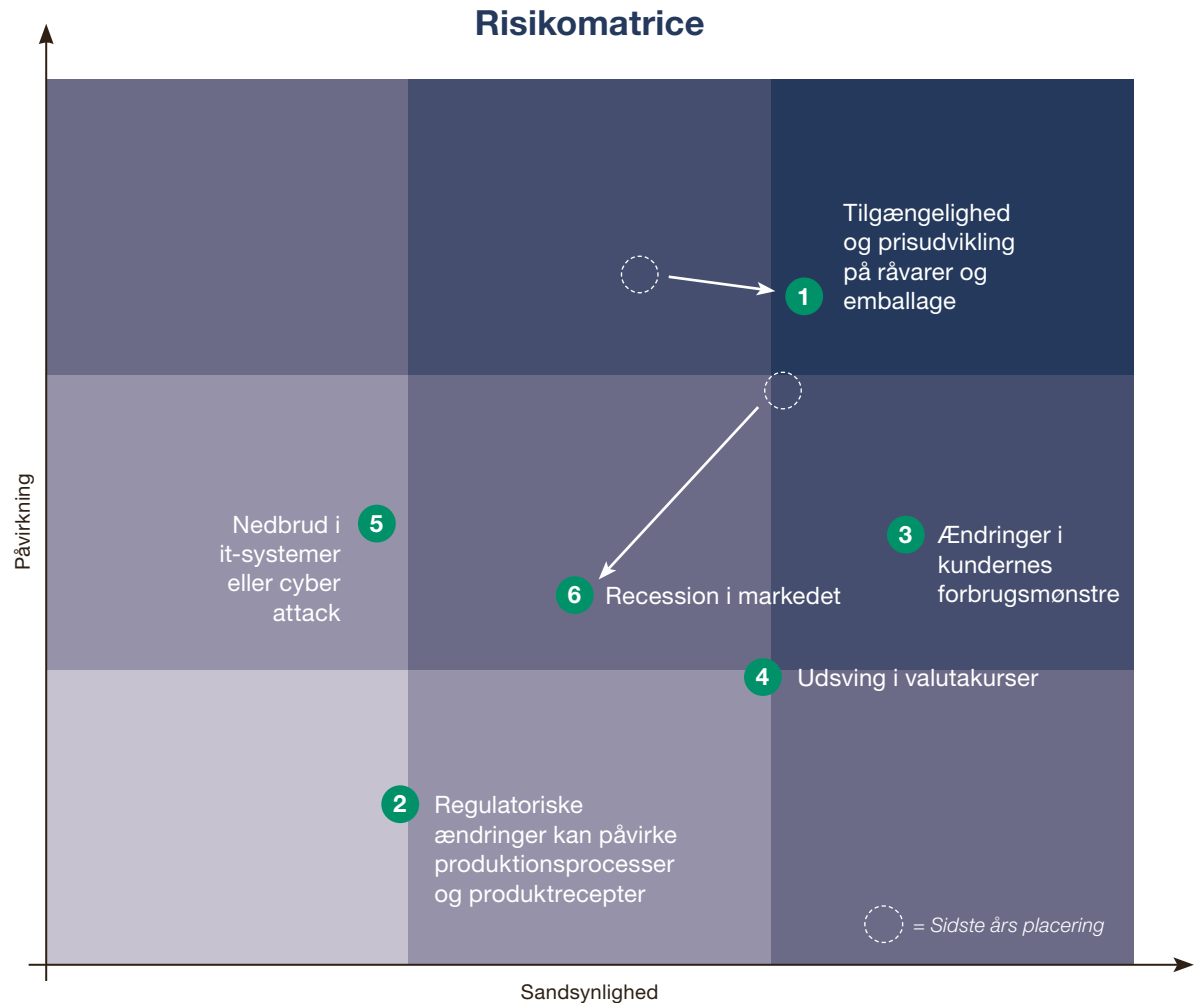 Risikomatrice
Påvirkning
Tilgængelighed
og prisudvikling
på råvarer og
emballage
1
Nedbrud i
it-systemer
eller cyber
attack
5
3
Ændringer i
kundernes
forbrugsmønstre
6
Recession i markedet
4
Udsving i valutakurser
2
Regulatoriske
ændringer kan påvirke
produktionsprocesser
og produktrecepter
= Sidste års placering
Sandsynlighed